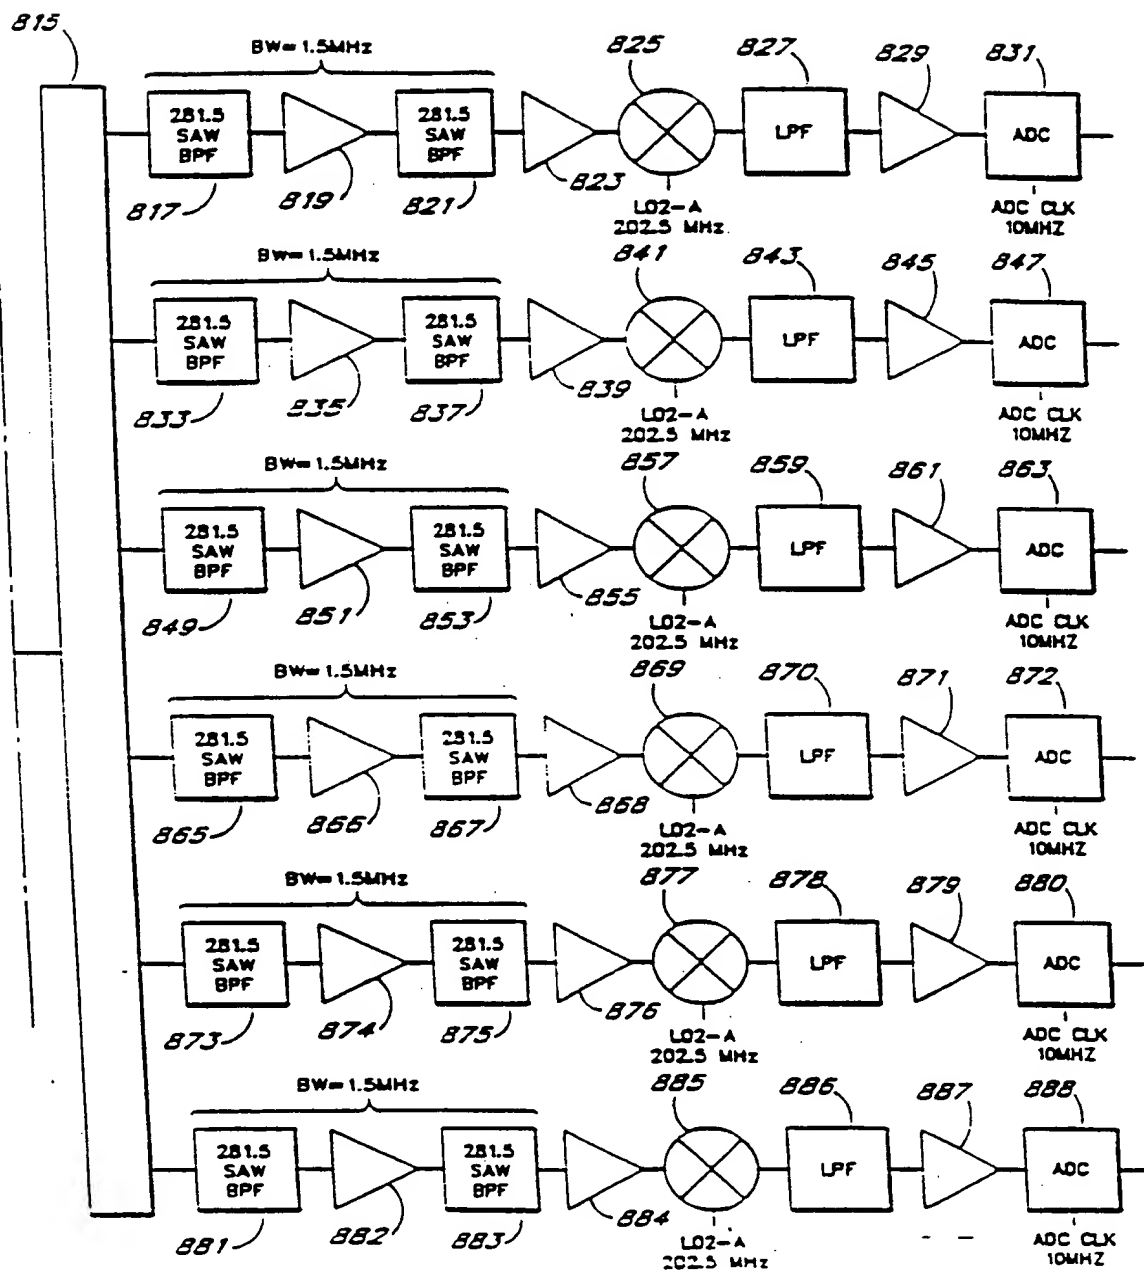 815
BW= 1.5MHz
825
827
829
831
281.5
SAW
BPF
281.5
SAW
BPF
LPF
ADC
817
819
821
823
LO2-A
202.5 MHz
ADC CLK
10MHZ
BW= 1.5MHz
841
843
845
847
281.5
SAW
BPF
281.5
SAW
BPF
LPF
ADC
833
835
837
839
LO2-A
202.5 MHz
ADC CLK
10MHZ
BW= 1.5MHz
857
859
861
863
281.5
SAW
BPF
281.5
SAW
BPF
LPF
ADC
849
851
853
855
LO2-A
202.5 MHz
ADC CLK
10MHZ
BW= 1.5MHz
869
870
871
872
281.5
SAW
BPF
281.5
SAW
BPF
LPF
ADC
865
866
867
868
LO2-A
202.5 MHz
ADC CLK
10MHZ
BW= 1.5MHz
877
878
879
880
281.5
SAW
BPF
281.5
SAW
BPF
LPF
ADC
873
874
875
876
LO2-A
202.5 MHz
ADC CLK
10MHZ
BW= 1.5MHz
885
886
887
888
281.5
SAW
BPF
281.5
SAW
BPF
LPF
ADC
881
882
883
884
LO2-A
202.5 MHz
ADC CLK
10MHZ